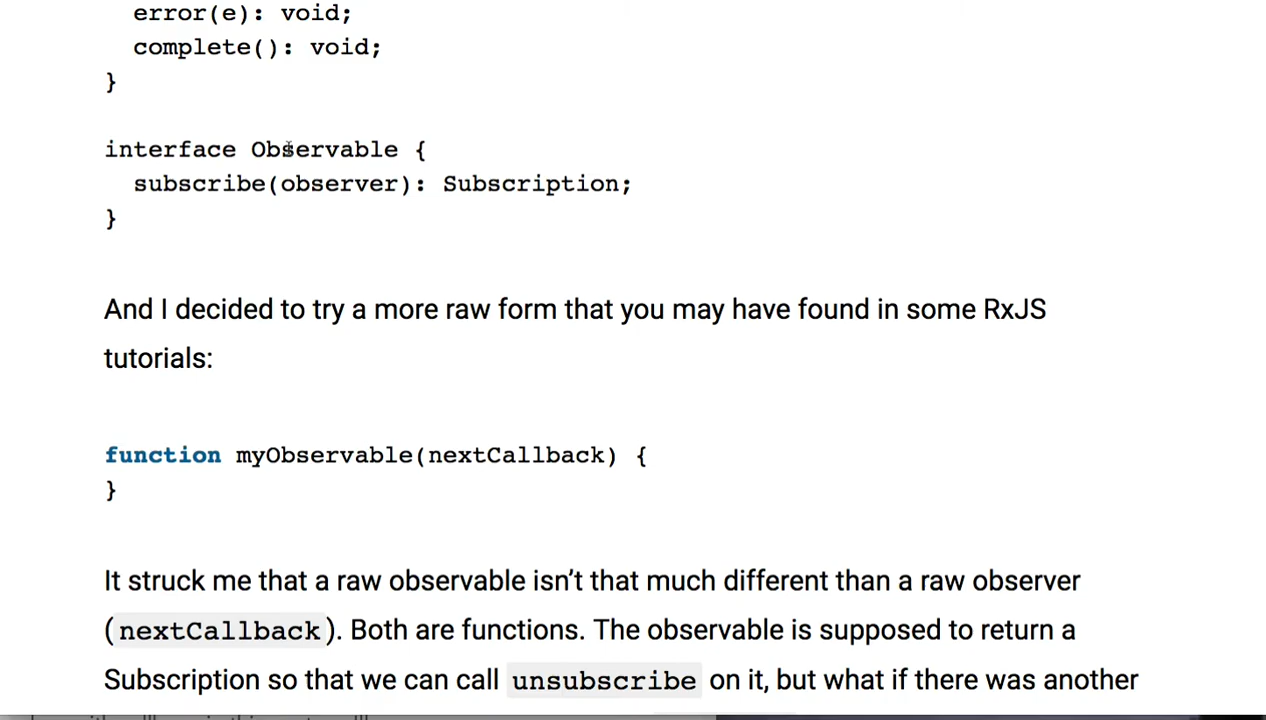 error(e): void;
complete(): void;
}
interface Observable {
subscribe(observer): Subscription;
}
And I decided to try a more raw form that you may have found in some RxJS
tutorials:
function myObservable(nextCallback) {
}
It struck me that a raw observable isn’t that much different than a raw observer
(nextCallback). Both are functions. The observable is supposed to return a
Subscription so that we can call unsubscribe on it, but what if there was another